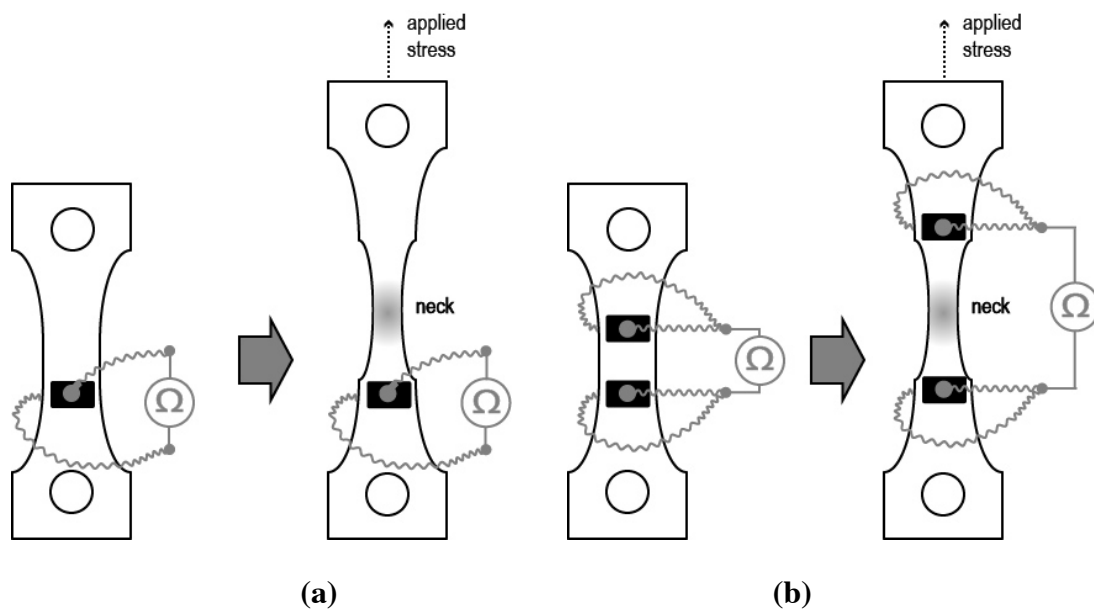 applied
stress
neck
Ω
Ω
applied
stress
neck
Ω
Ω
(a)
(b)